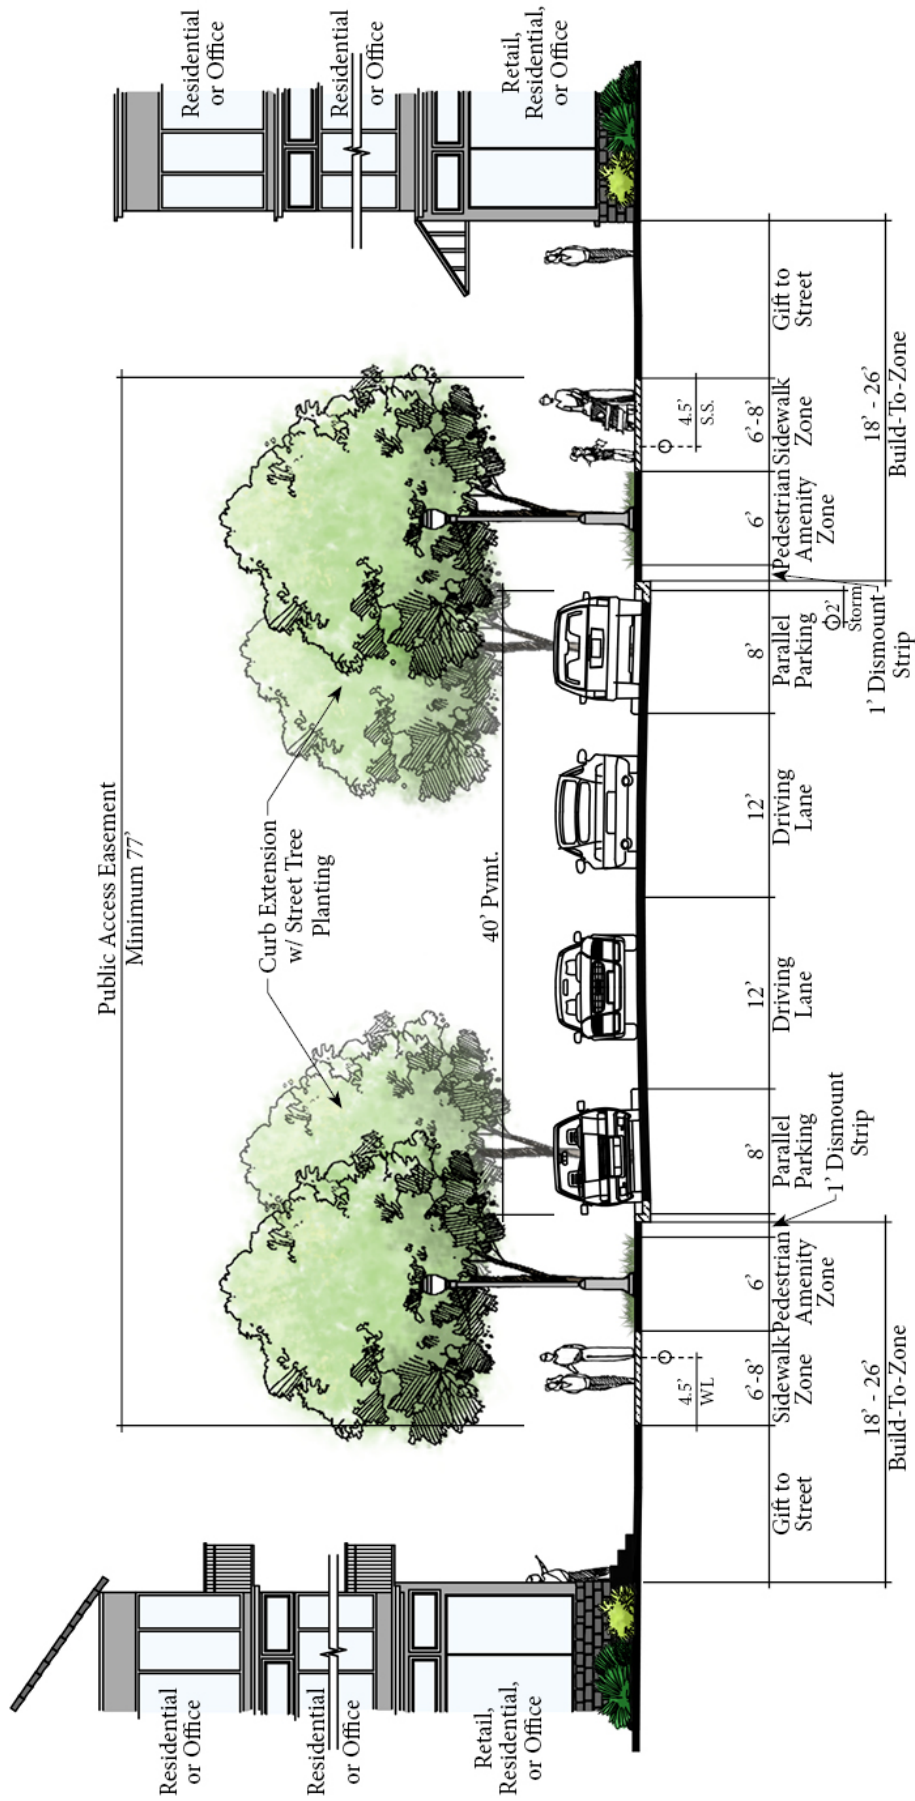 Public Access Easement
Minimum 77'
Residential
or Office
Residential
or Office
Residential
or Office
Residential
or Office
Retail,
Residential,
or Office
Retail,
Residential,
or Office
Curb Extension
w/ Street Tree
Planting
40' Pvmt.
4.5'
WL
4.5'
S.S.
6'-8'
6'
8'
12'
12'
8'
6'
6'-8'
Gift to
Street
Sidewalk
Zone
Pedestrian
Amenity
Zone
Parallel
Parking
Driving
Lane
Driving
Lane
Parallel
Parking
Pedestrian
Amenity
Zone
Sidewalk
Zone
Gift to
Street
2'
Storm
1' Dismount
Strip
1' Dismount
Strip
18' - 26'
Build-To-Zone
18' - 26'
Build-To-Zone